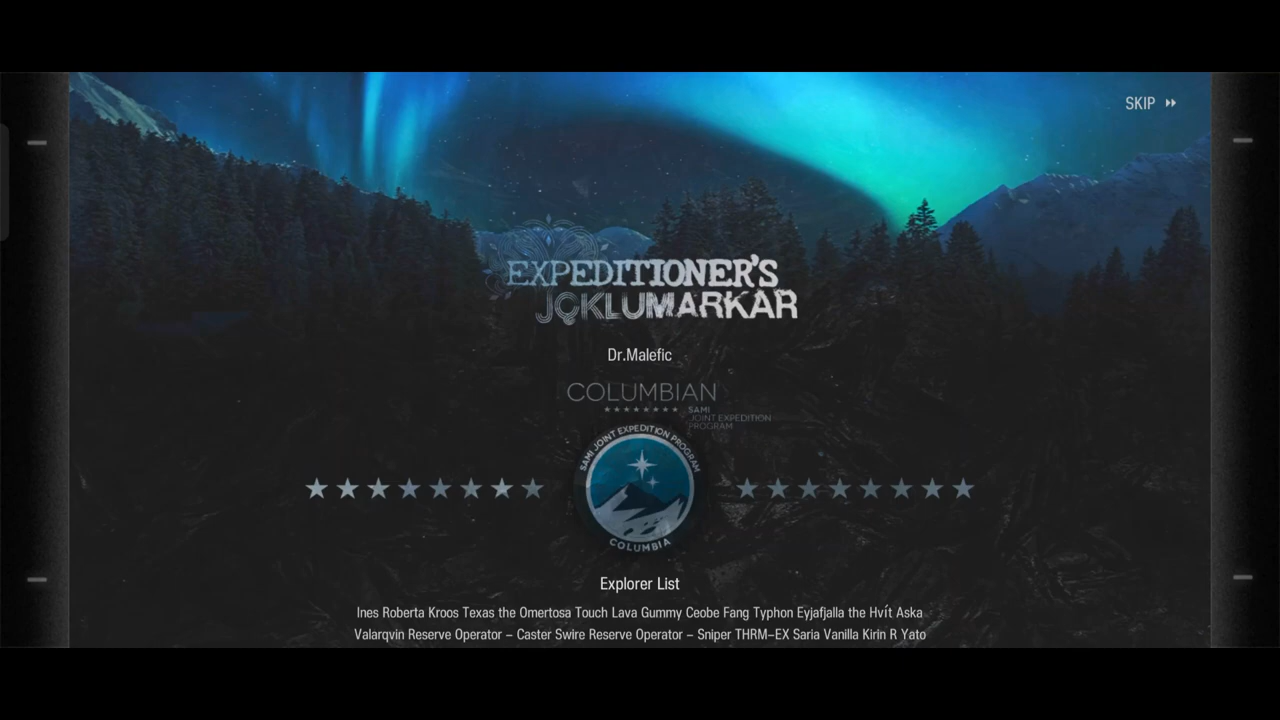 SKIP
EXPEDITIONER'S
JǪKLUMARKAR
Dr.Malefic
COLUMBIAN
SAMI
JOINT EXPEDITION
PROGRAM
SAMI JOINT EXPEDITION PROGRAM
COLUMBIA
Explorer List
Ines Roberta Kroos Texas the Omertosa Touch Lava Gummy Ceobe Fang Typhon Eyjafjalla the Hvít Aska
Valarqvin Reserve Operator – Caster Swire Reserve Operator – Sniper THRM-EX Saria Vanilla Kirin R Yato